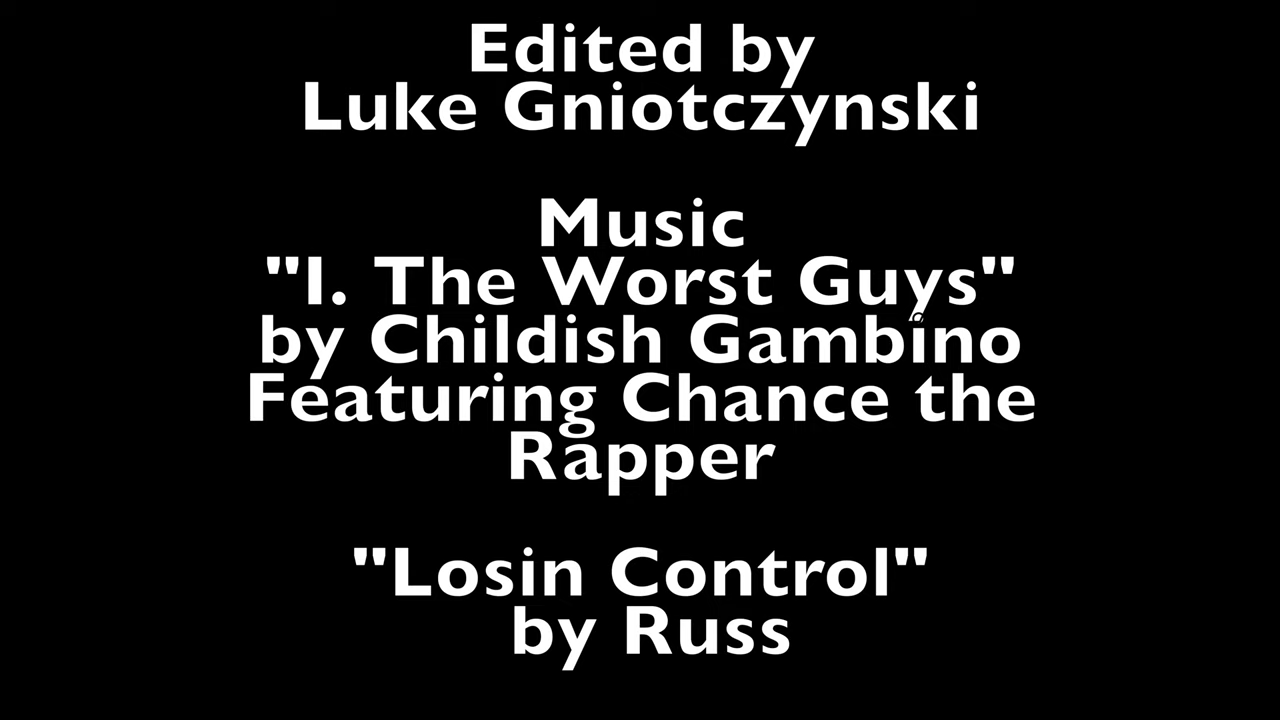 Edited by
Luke Gniotczynski
Music
"I. The Worst Guys"
by Childish Gambino
Featuring Chance the
Rapper
"Losin Control"
by Russ